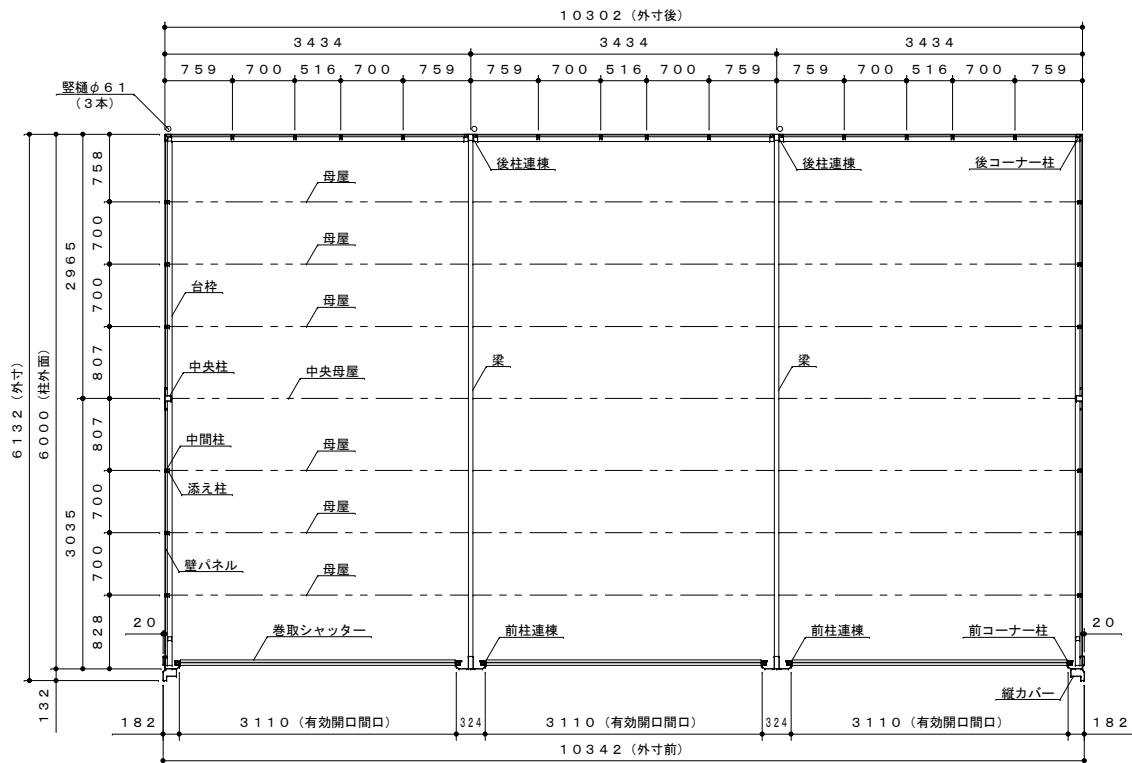 １０３０２（外寸後）
３４３４ ３４３４ ３４３４
７５９ ７００ ５１６ ７００ ７５９ ７５９ ７００ ５１６ ７００ ７５９ ７５９ ７００ ５１６ ７００ ７５９
竪樋φ６１
（３本）
後柱連棟 後柱連棟 後コーナー柱
７５８
母屋
７００
母屋
２９６５
７００
台枠 母屋
８０７
中央柱 中央母屋 梁 梁
６１３２（外寸）
６０００（柱外面）
８０７
中間柱 母屋
添え柱
７００
母屋
３０３５
７００
壁パネル 母屋
８２８
２０ 巻取シャッター 前柱連棟 前柱連棟 前コーナー柱 ２０
縦カバー
１３２
１８２ ３１１０（有効開口間口） ３２４ ３１１０（有効開口間口） ３２４ ３１１０（有効開口間口） １８２
１０３４２（外寸前）